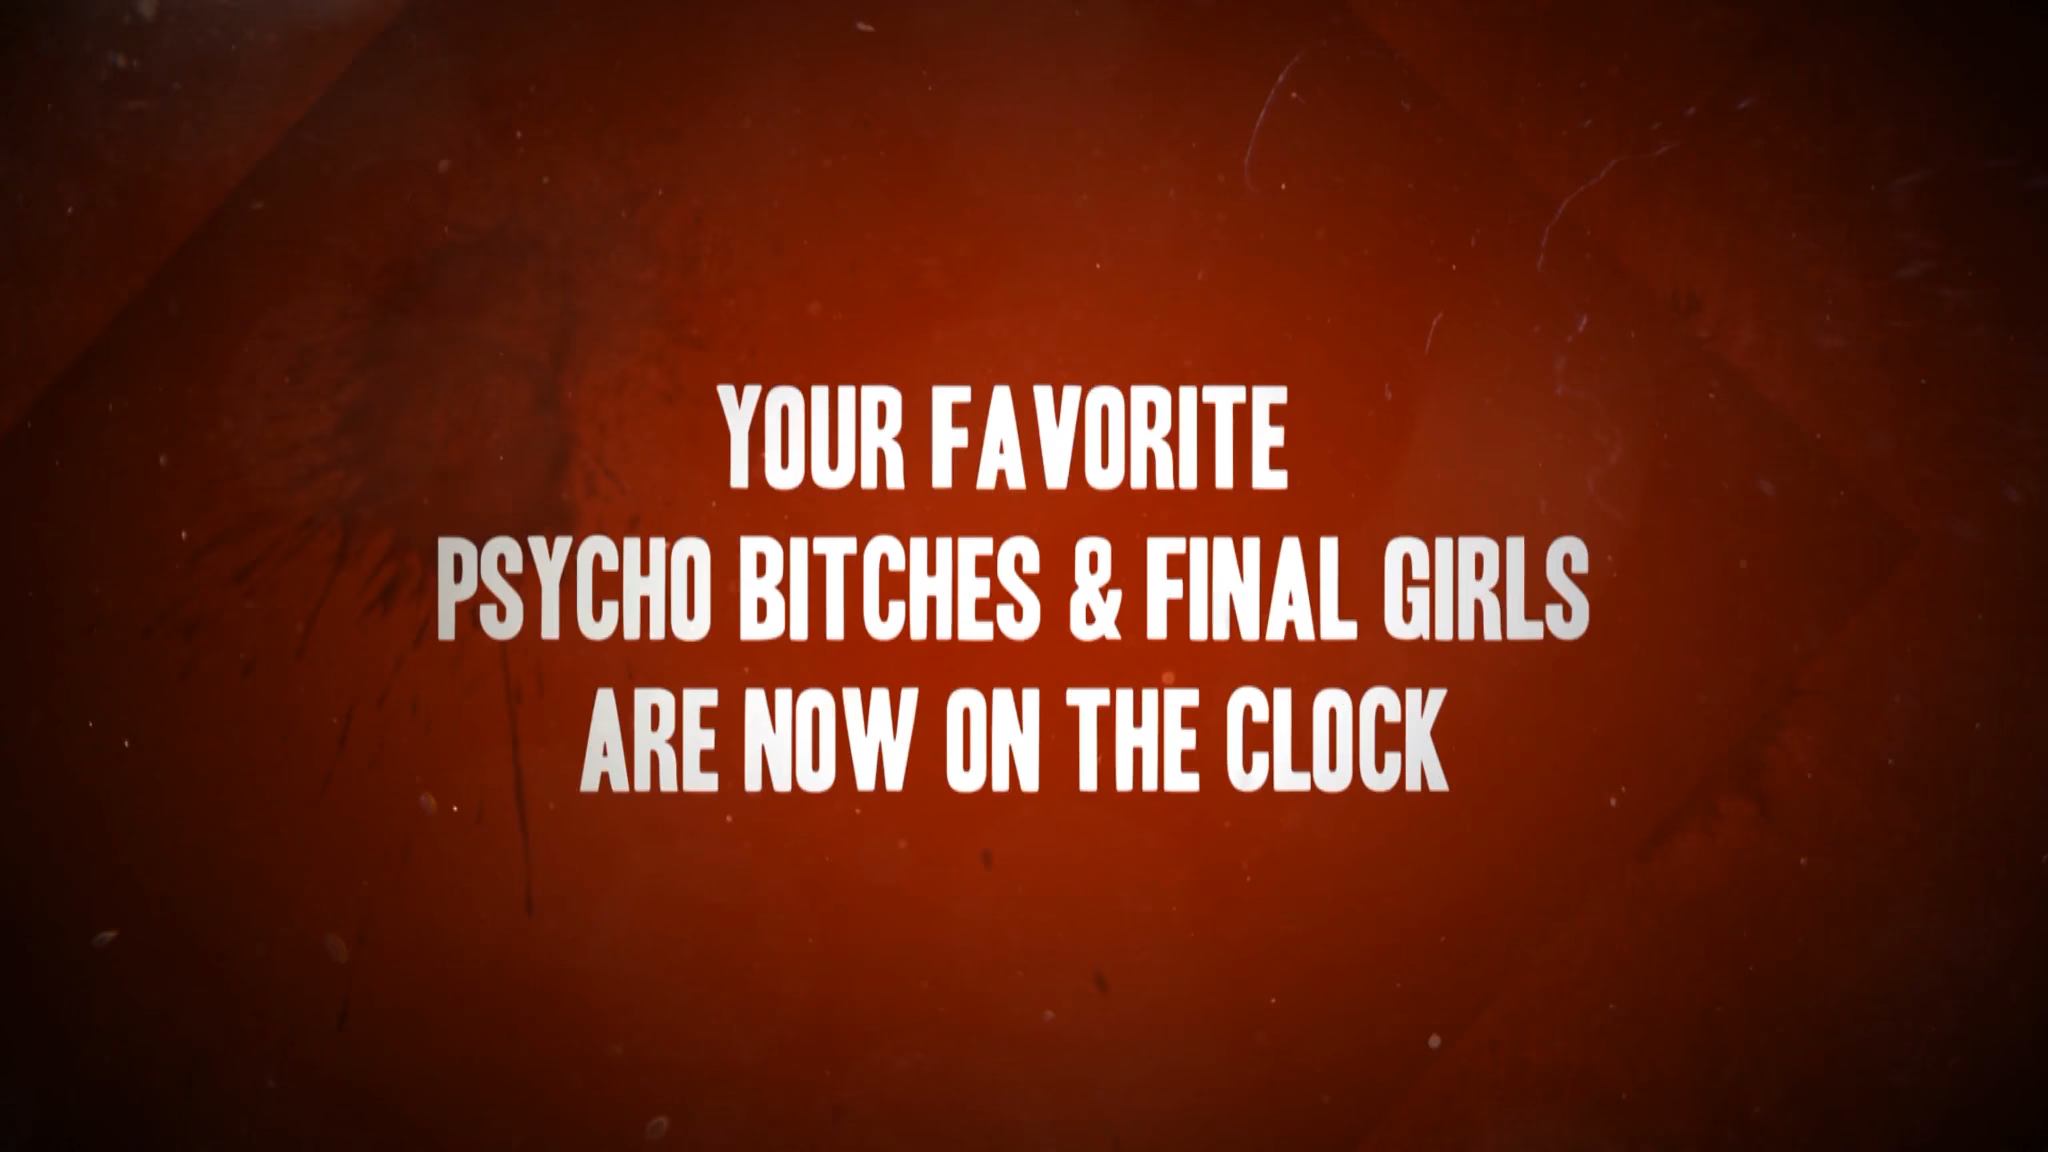 YOUR FAVORITE
PSYCHO BITCHES & FINAL GIRLS
ARE NOW ON THE CLOCK